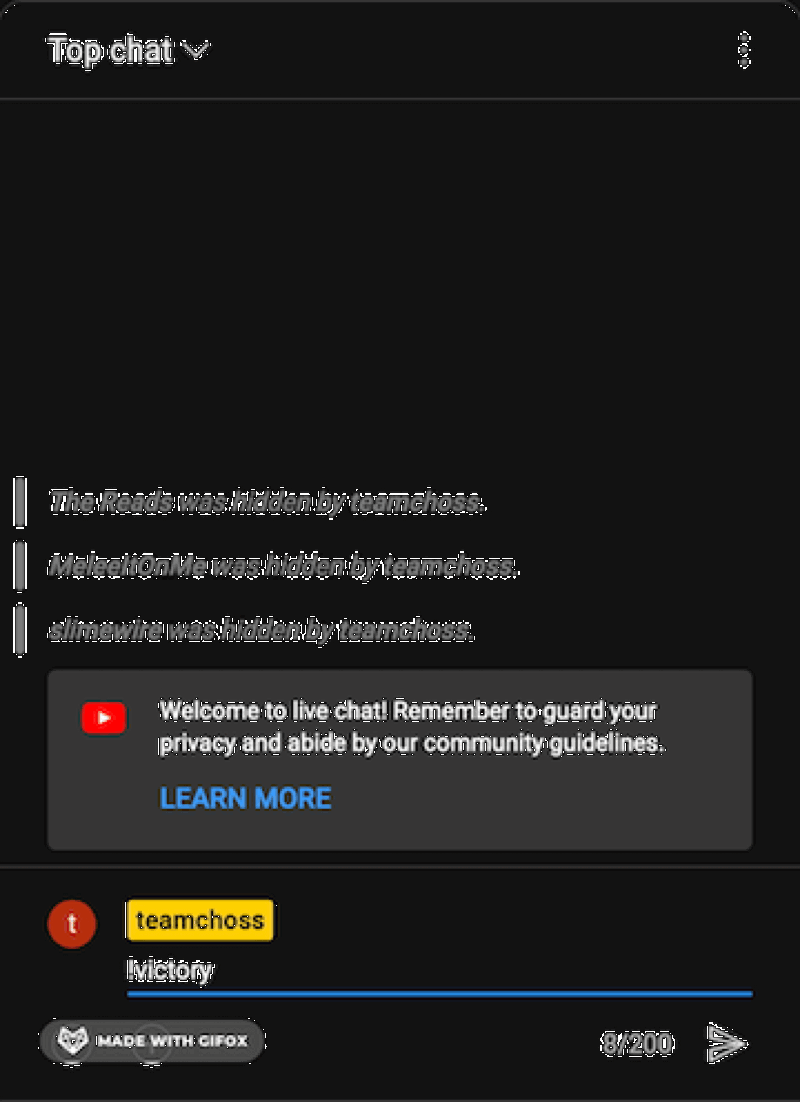 Top chat
The Reads was hidden by teamchoss.
MeleeItOnMe was hidden by teamchoss.
slimewire was hidden by teamchoss.
Welcome to live chat! Remember to guard your
privacy and abide by our community guidelines.
LEARN MORE
t
teamchoss
!victory
MADE WITH GIFOX
8/200